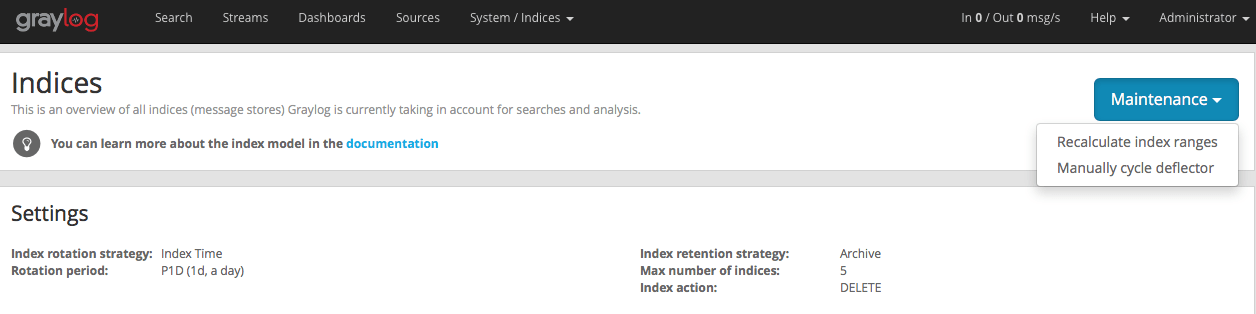 graylog Search Streams Dashboards Sources System / Indices In 0 / Out 0 msg/s Help Administrator
Indices
This is an overview of all indices (message stores) Graylog is currently taking in account for searches and analysis.
Maintenance
You can learn more about the index model in the documentation
Recalculate index ranges
Manually cycle deflector
Settings
Index rotation strategy: Index Time
Rotation period: P1D (1d, a day)
Index retention strategy: Archive
Max number of indices: 5
Index action: DELETE